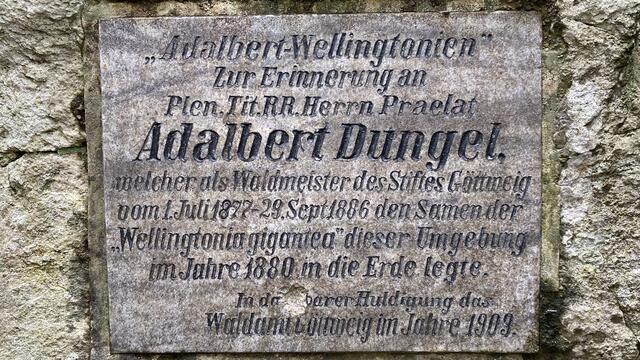 „Adalbert-Wellingtonien"
Zur Erinnerung an
Plen. Tit. RR. Herrn Praelat
Adalbert Dungel,
welcher als Waldmeister des Stiftes Göttweig
vom 1. Juli 1877-29. Sept 1886 den Samen der
„Wellingtonia gigantea" dieser Umgebung
im Jahre 1880 in die Erde legte.
In da barer Huldigung das
Waldamt Göttweig im Jahre 1909.